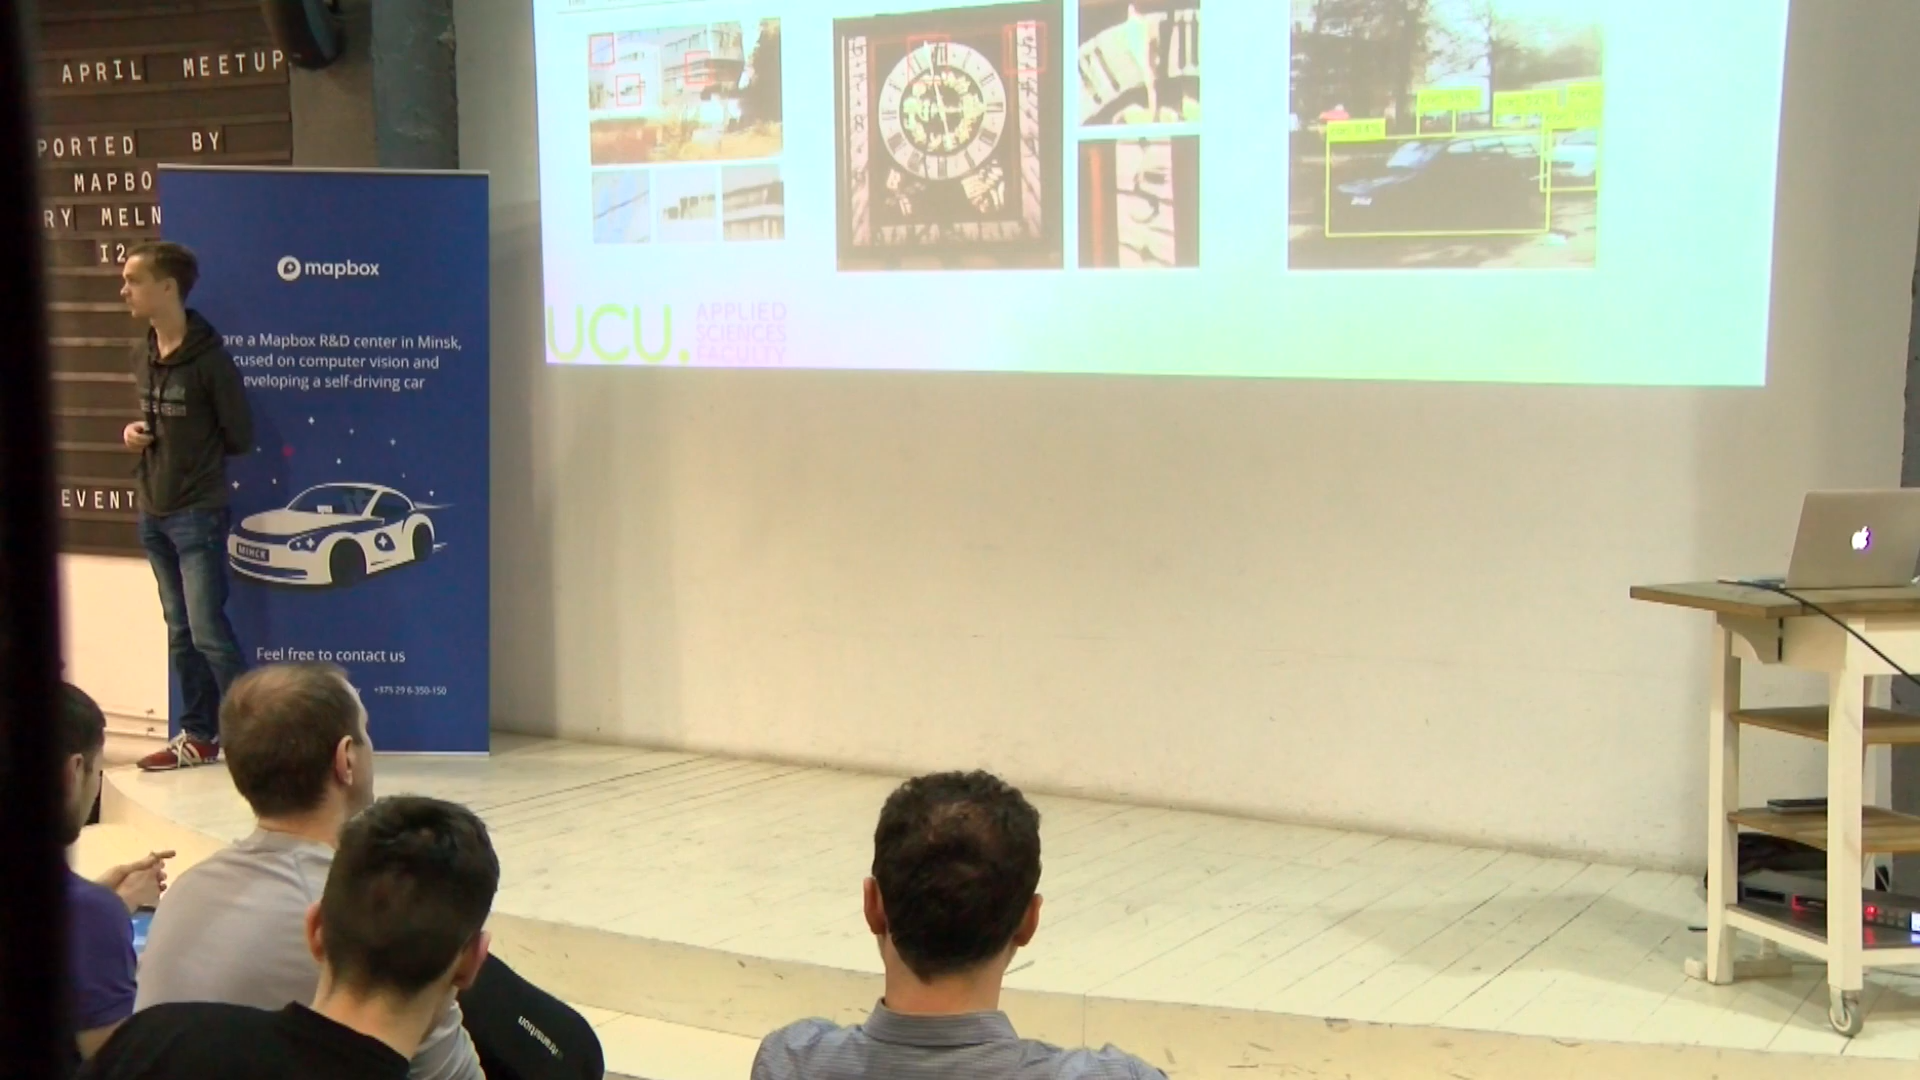 APRIL MEETUP
PORTED BY
MAPBO
RY MELN
I2
EVENT
mapbox
are a Mapbox R&D center in Minsk,
cused on computer vision and
eveloping a self-driving car
MINCK
Feel free to contact us
+375 29 6-350-150
UCU.
APPLIED
SCIENCES
FACULTY